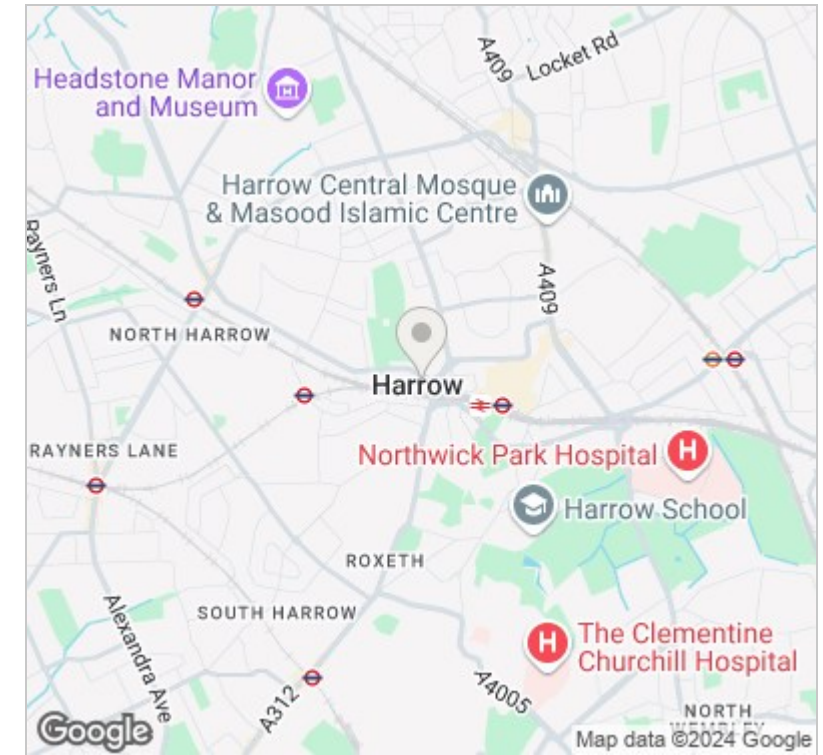 A409
Locket Rd
Headstone Manor
and Museum
Harrow Central Mosque
& Masood Islamic Centre
Rayners Ln
A409
NORTH HARROW
Harrow
RAYNERS LANE
Northwick Park Hospital
H
Harrow School
ROXETH
SOUTH HARROW
Alexandra Ave
H
The Clementine
Churchill Hospital
A312
A4005
NORTH
WEMBLEY
Google
Map data ©2024 Google